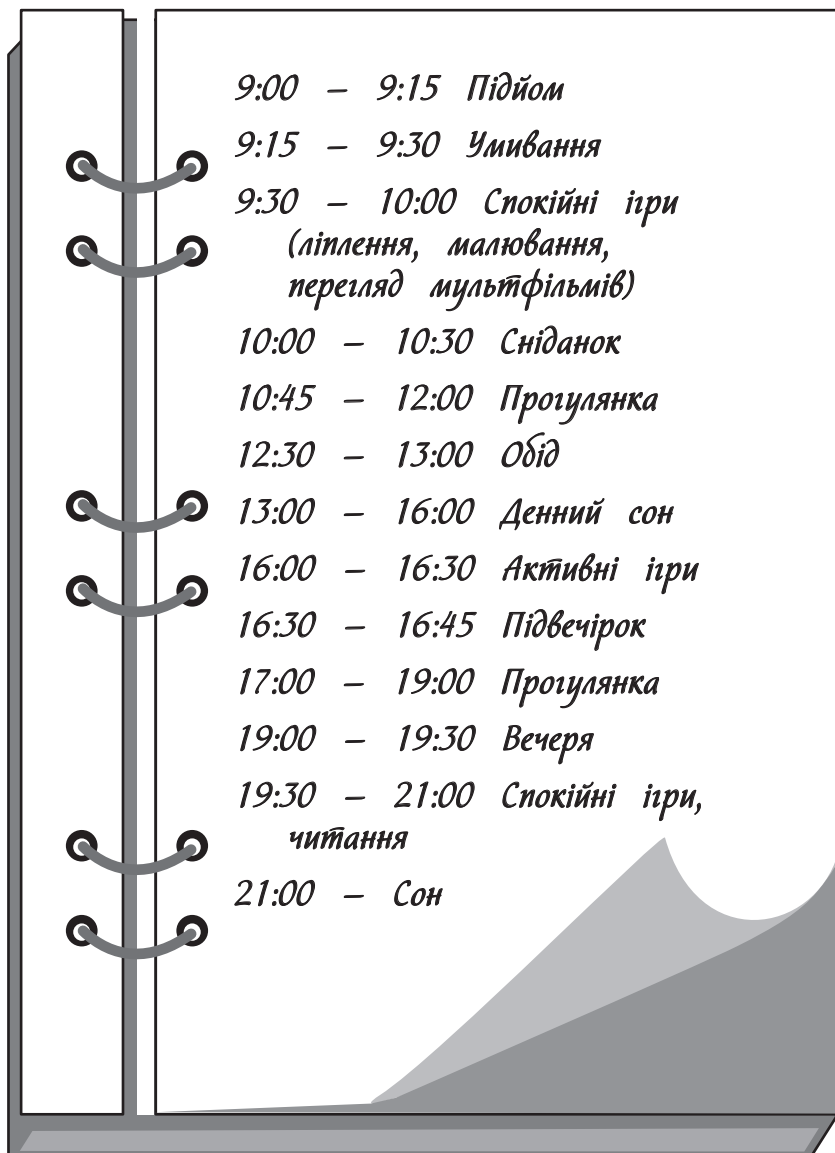 9:00 – 9:15 Підйом
9:15 – 9:30 Умивання
9:30 – 10:00 Спокійні ігри
(ліплення, малювання,
перегляд мультфільмів)
10:00 – 10:30 Сніданок
10:45 – 12:00 Прогулянка
12:30 – 13:00 Обід
13:00 – 16:00 Денний сон
16:00 – 16:30 Активні ігри
16:30 – 16:45 Підвечірок
17:00 – 19:00 Прогулянка
19:00 – 19:30 Вечеря
19:30 – 21:00 Спокійні ігри,
читання
21:00 – Сон